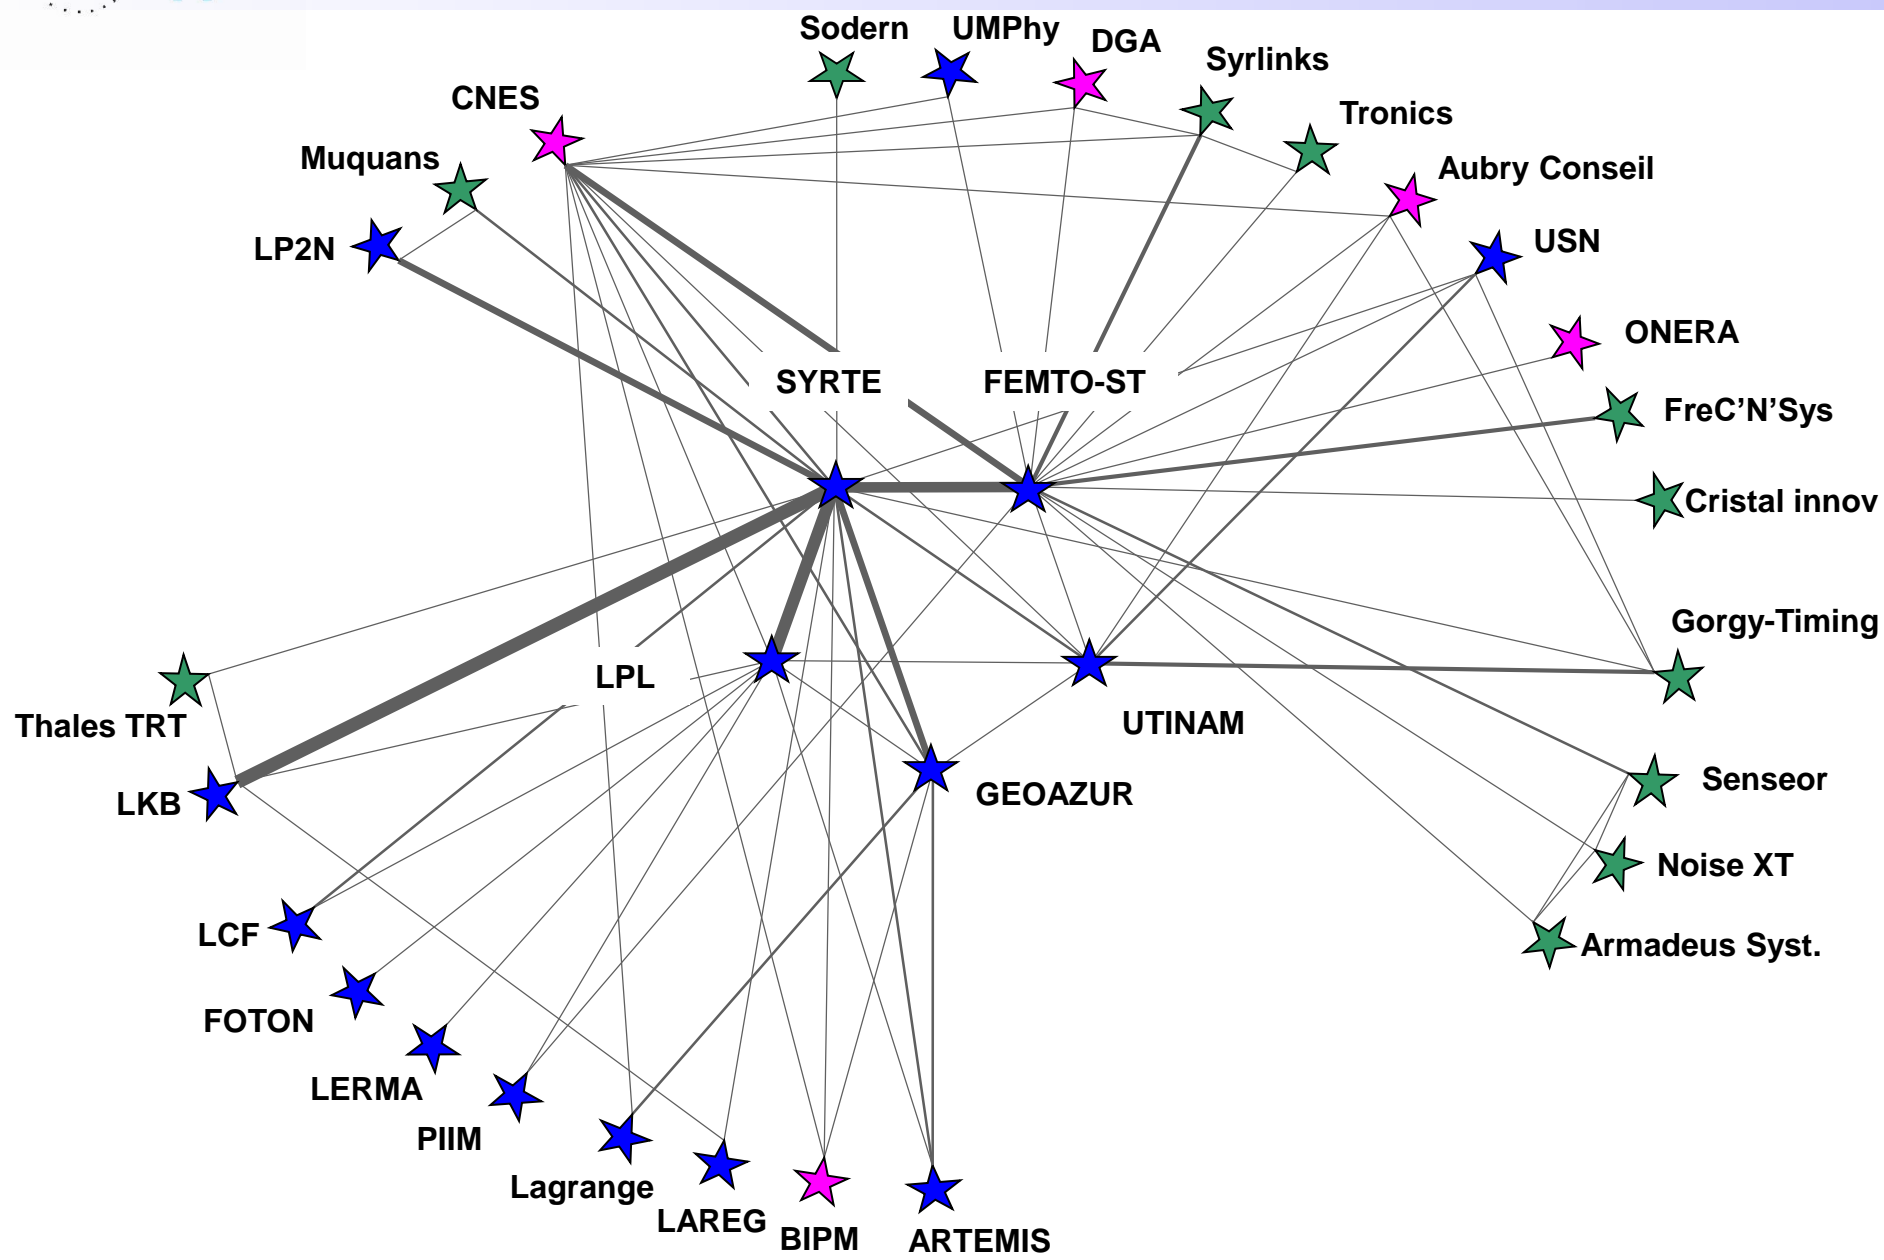 Sodern
UMPhy
DGA
Syrlinks
CNES
Tronics
Muquans
Aubry Conseil
LP2N
USN
ONERA
SYRTE
FEMTO-ST
FreC’N’Sys
Cristal innov
Gorgy-Timing
LPL
Thales TRT
UTINAM
Senseor
GEOAZUR
LKB
Noise XT
LCF
Armadeus Syst.
FOTON
LERMA
PIIM
Lagrange
LAREG
BIPM
ARTEMIS